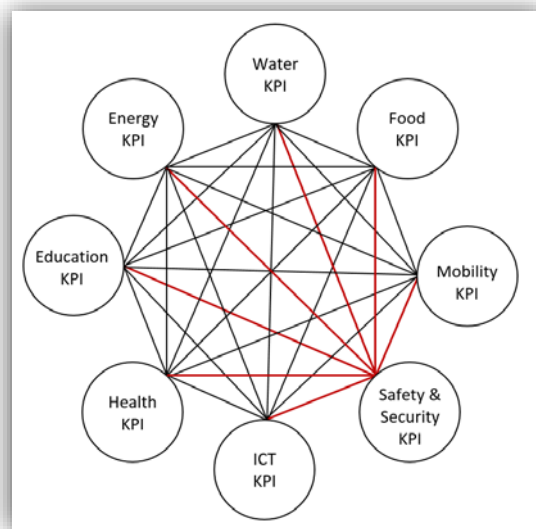 Water
KPI
Energy
KPI
Food
KPI
Education
KPI
Mobility
KPI
Health
KPI
Safety &
Security
KPI
ICT
KPI